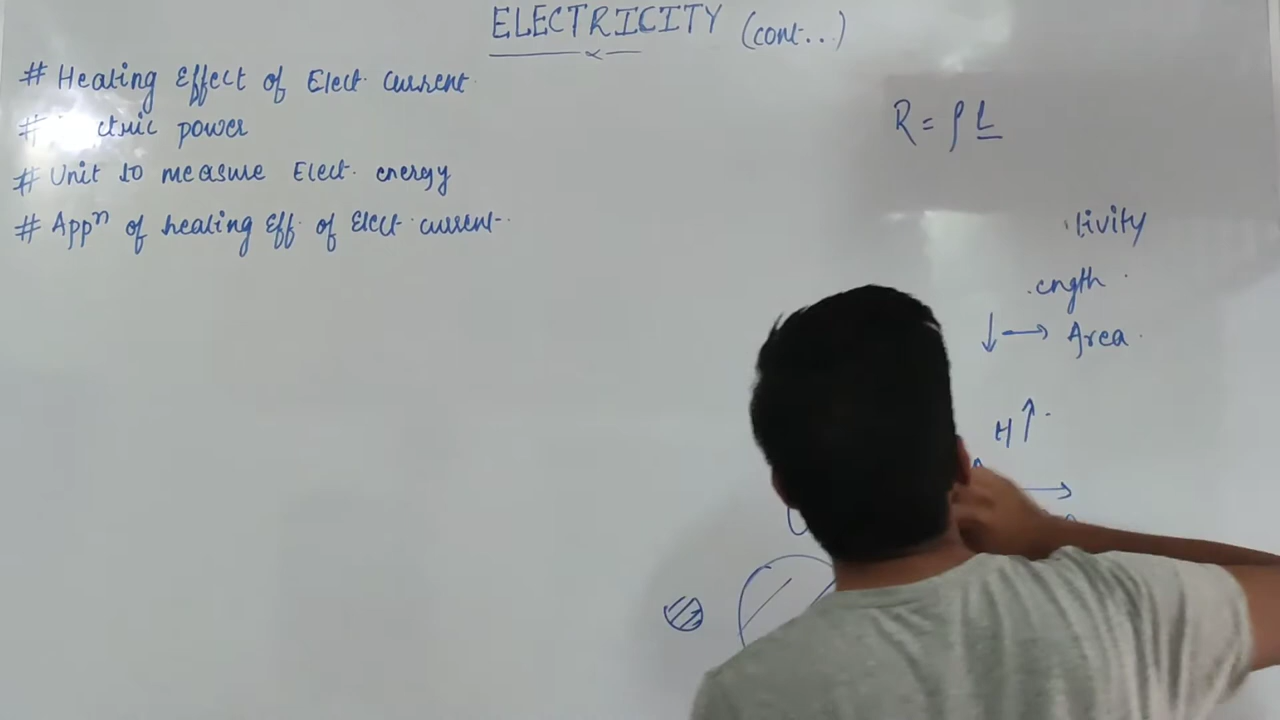 ELECTRICITY (cont...)
# Heating Effect of Elect. current
# ctric power
# Unit to measure Elect. energy
# Appⁿ of heating Eff. of Elect. current.
R = ρ L
tivity
ength
↓ → Area
H ↑